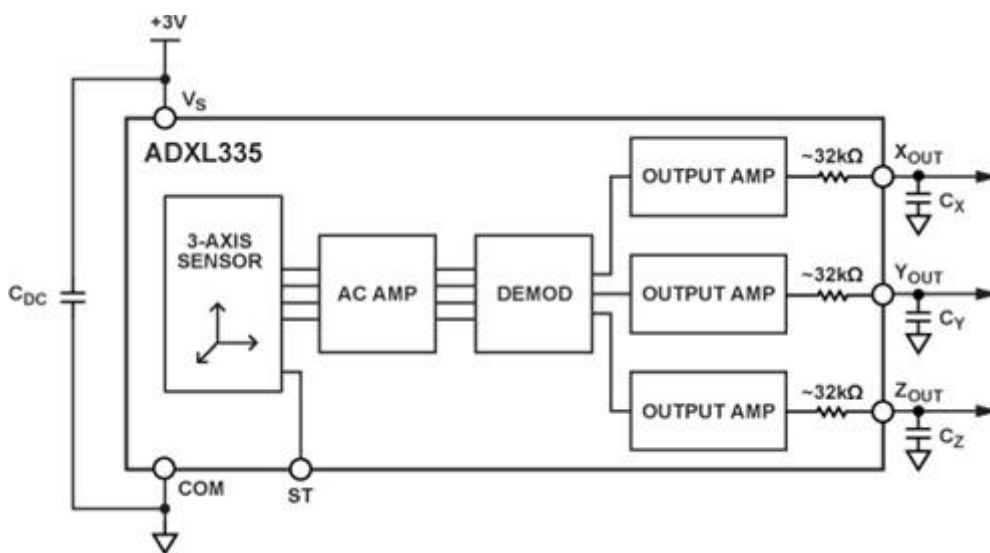 +3V
VS
ADXL335
3-AXIS
SENSOR
AC AMP
DEMOD
OUTPUT AMP
~32kΩ
XOUT
CX
OUTPUT AMP
~32kΩ
YOUT
CY
OUTPUT AMP
~32kΩ
ZOUT
CZ
CDC
COM
ST